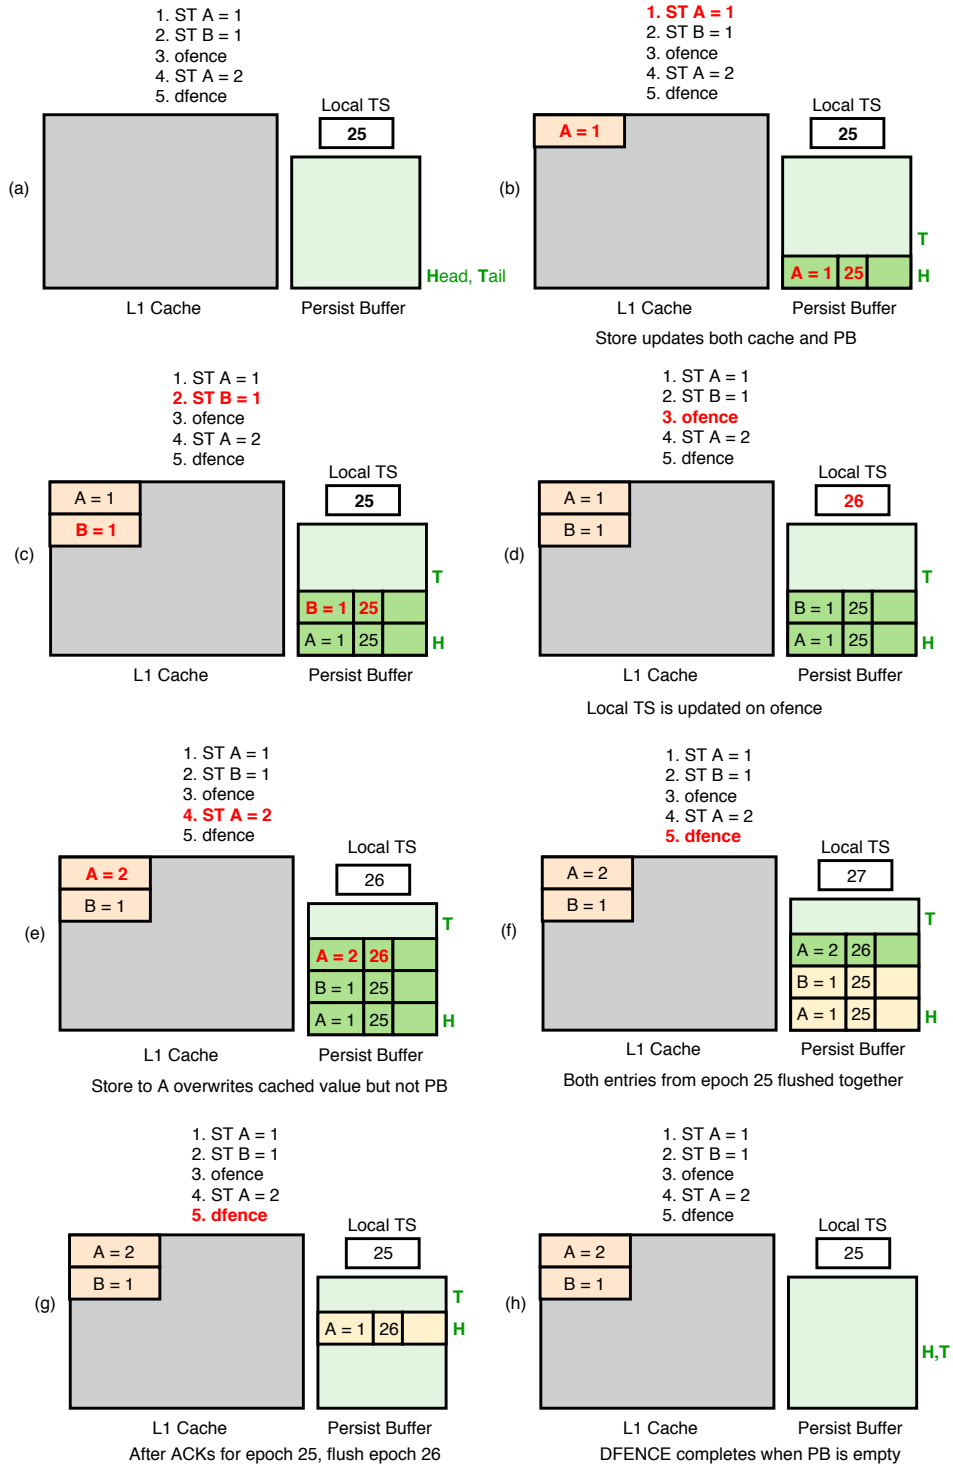 1. ST A = 1
2. ST B = 1
3. ofence
4. ST A = 2
5. dfence
Local TS
25
(a)
Head, Tail
L1 Cache
Persist Buffer
1. ST A = 1
2. ST B = 1
3. ofence
4. ST A = 2
5. dfence
Local TS
25
A = 1
(b)
T
A = 1 25
H
L1 Cache
Persist Buffer
Store updates both cache and PB
1. ST A = 1
2. ST B = 1
3. ofence
4. ST A = 2
5. dfence
Local TS
25
A = 1
B = 1
(c)
T
B = 1 25
A = 1 25
H
L1 Cache
Persist Buffer
1. ST A = 1
2. ST B = 1
3. ofence
4. ST A = 2
5. dfence
Local TS
26
A = 1
B = 1
(d)
T
B = 1 25
A = 1 25
H
L1 Cache
Persist Buffer
Local TS is updated on ofence
1. ST A = 1
2. ST B = 1
3. ofence
4. ST A = 2
5. dfence
Local TS
26
A = 2
B = 1
(e)
T
A = 2 26
B = 1 25
A = 1 25
H
L1 Cache
Persist Buffer
Store to A overwrites cached value but not PB
1. ST A = 1
2. ST B = 1
3. ofence
4. ST A = 2
5. dfence
Local TS
27
A = 2
B = 1
(f)
T
A = 2 26
B = 1 25
A = 1 25
H
L1 Cache
Persist Buffer
Both entries from epoch 25 flushed together
1. ST A = 1
2. ST B = 1
3. ofence
4. ST A = 2
5. dfence
Local TS
25
A = 2
B = 1
(g)
T
A = 1 26
H
L1 Cache
Persist Buffer
After ACKs for epoch 25, flush epoch 26
1. ST A = 1
2. ST B = 1
3. ofence
4. ST A = 2
5. dfence
Local TS
25
A = 2
B = 1
(h)
H,T
L1 Cache
Persist Buffer
DFENCE completes when PB is empty